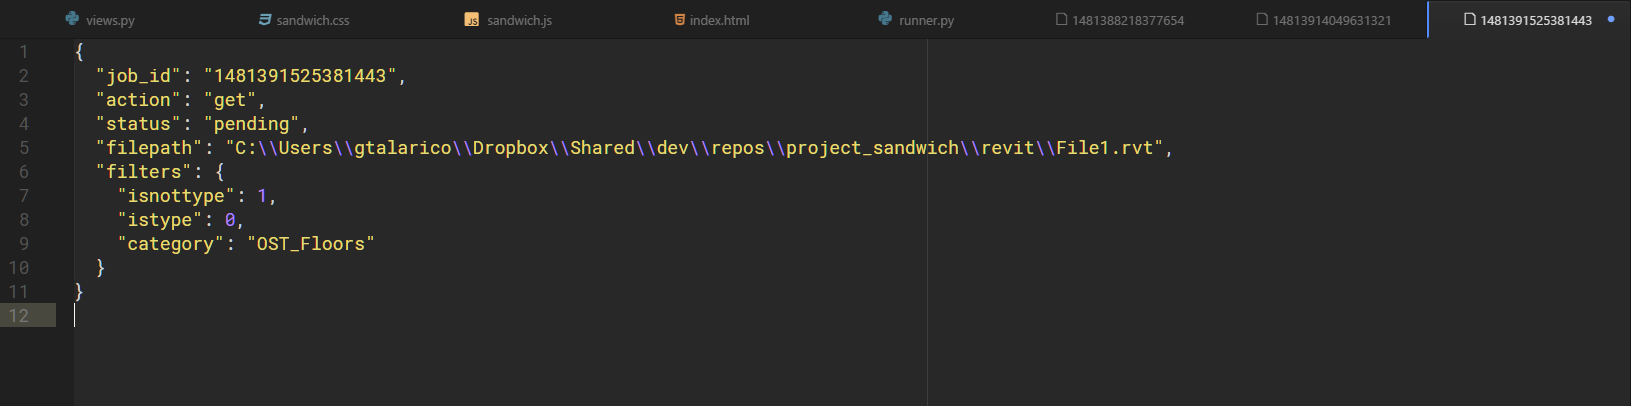 views.py sandwich.css sandwich.js index.html runner.py 1481388218377654 14813914049631321 1481391525381443
1 {
2 "job_id": "1481391525381443",
3 "action": "get",
4 "status": "pending",
5 "filepath": "C:\\Users\\gtalarico\\Dropbox\\Shared\\dev\\repos\\project_sandwich\\revit\\File1.rvt",
6 "filters": {
7 "isnottype": 1,
8 "istype": 0,
9 "category": "OST_Floors"
10 }
11 }
12